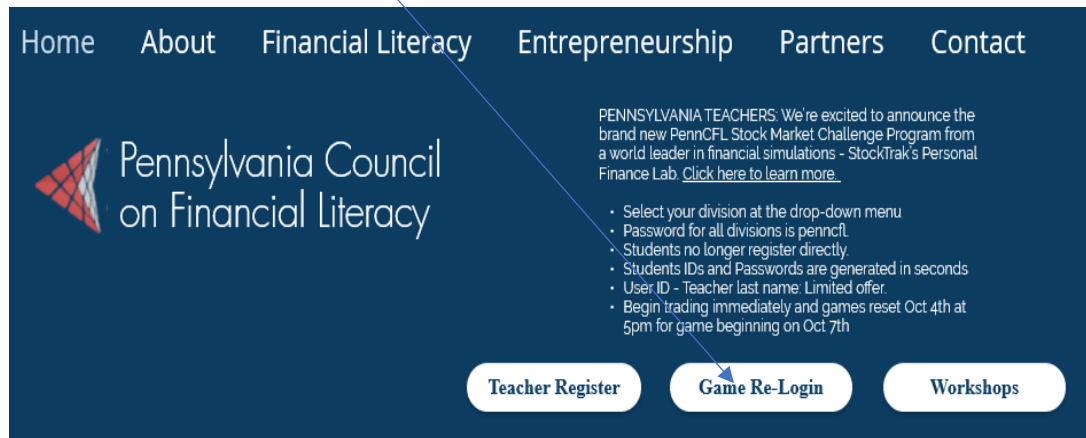 Home About Financial Literacy Entrepreneurship Partners Contact
Pennsylvania Council
on Financial Literacy
PENNSYLVANIA TEACHERS: We're excited to announce the
brand new PennCFL Stock Market Challenge Program from
a world leader in financial simulations - StockTrak's Personal
Finance Lab. Click here to learn more.
• Select your division at the drop-down menu
• Password for all divisions is penncfl.
• Students no longer register directly.
• Students IDs and Passwords are generated in seconds
• User ID - Teacher last name: Limited offer.
• Begin trading immediately and games reset Oct 4th at
5pm for game beginning on Oct 7th
Teacher Register Game Re-Login Workshops